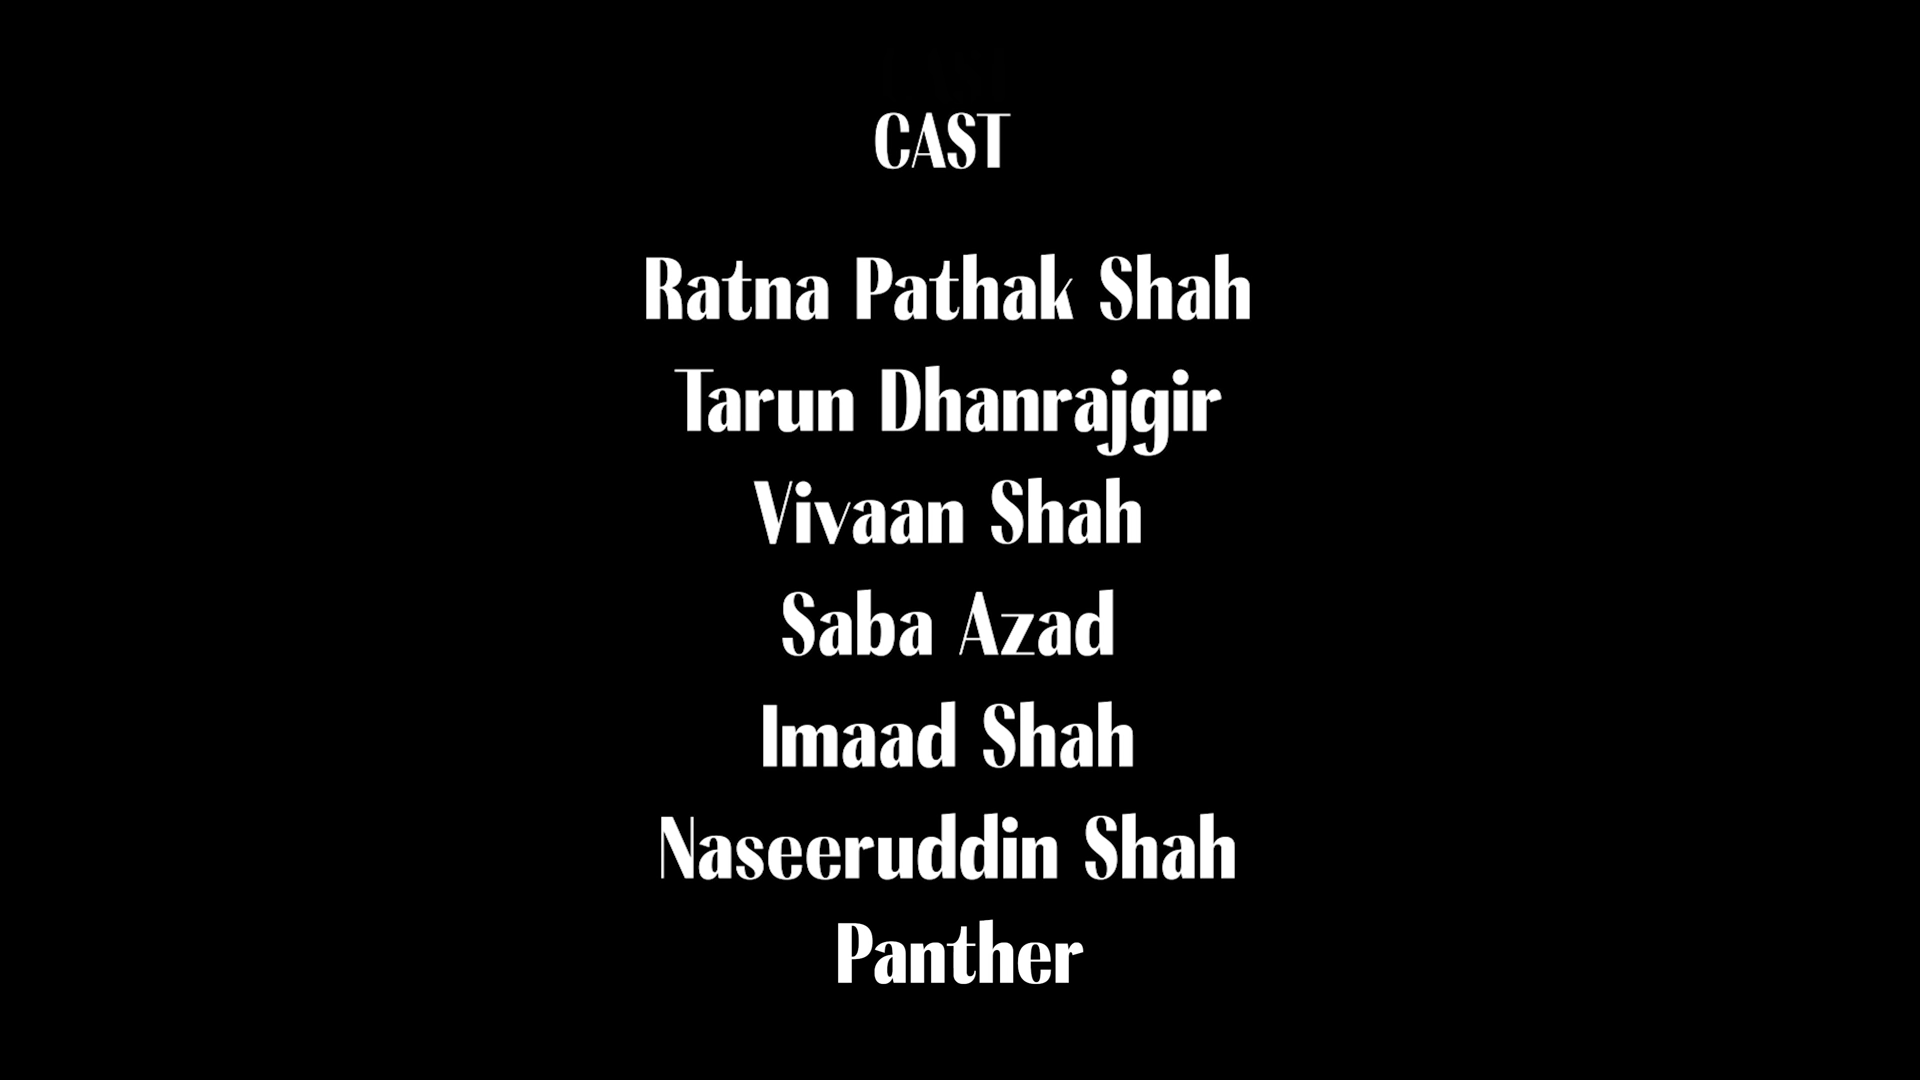 CAST
Ratna Pathak Shah
Tarun Dhanrajgir
Vivaan Shah
Saba Azad
Imaad Shah
Naseeruddin Shah
Panther